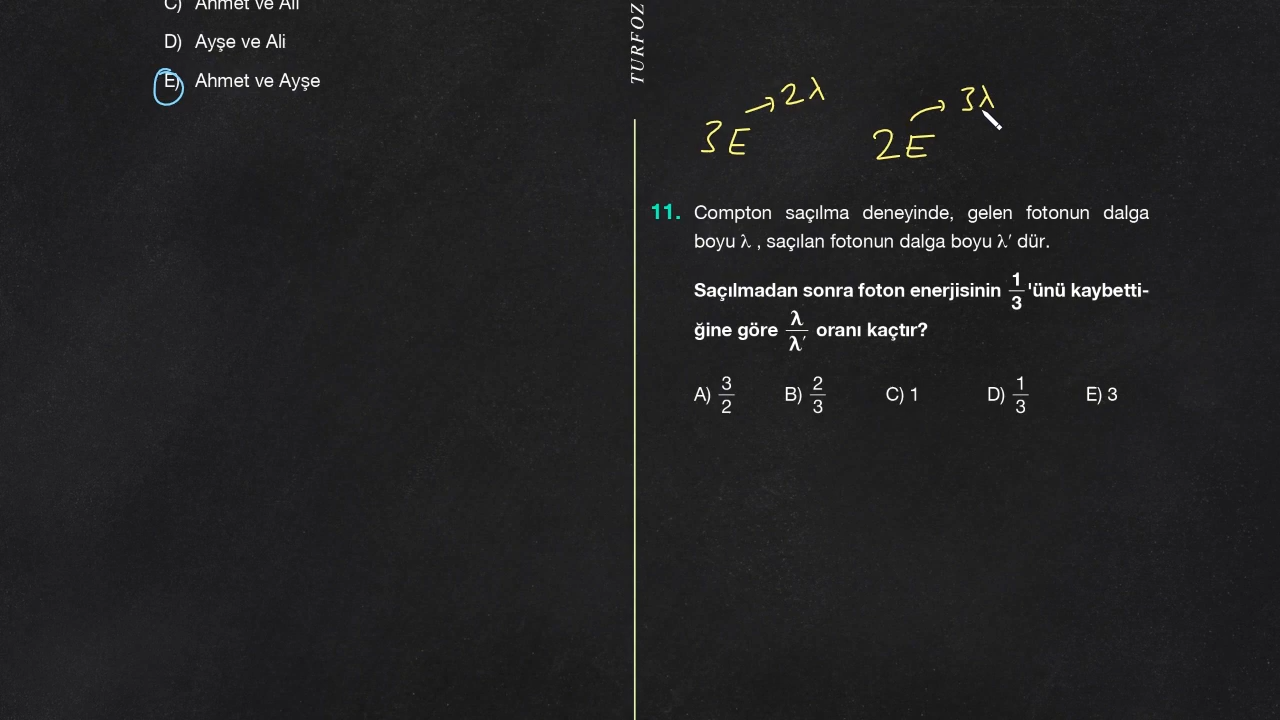 C) Ahmet ve Ali
D) Ayşe ve Ali
E) Ahmet ve Ayşe
TURFOZ
3E → 2λ
2E → 3λ
11. Compton saçılma deneyinde, gelen fotonun dalga
boyu λ , saçılan fotonun dalga boyu λ′ dür.
Saçılmadan sonra foton enerjisinin 1/3 'ünü kaybetti-
ğine göre λ/λ′ oranı kaçtır?
A) 3/2 B) 2/3 C) 1 D) 1/3 E) 3